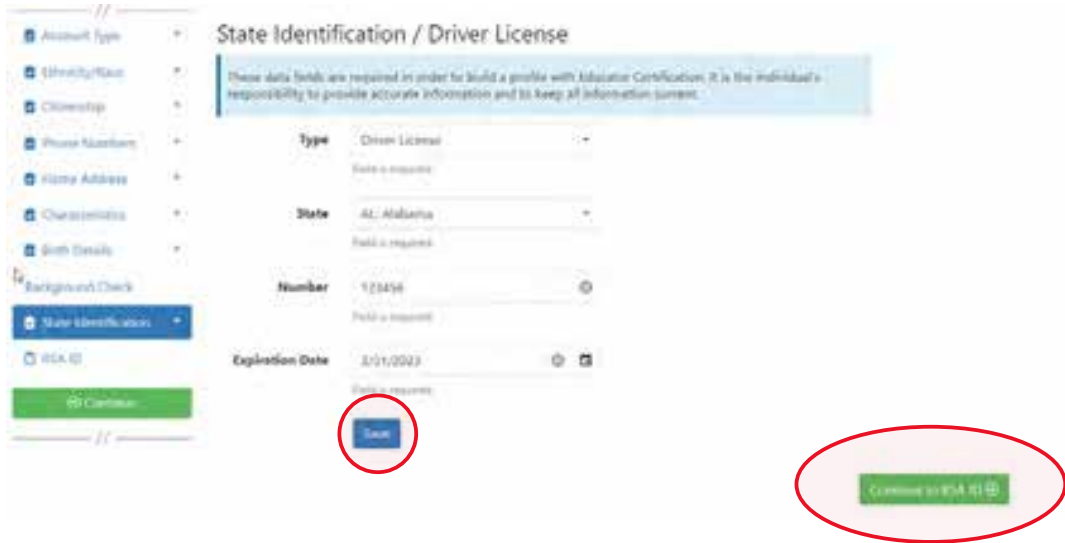 Account Type
State Identification / Driver License
Ethnicity/Race
Citizenship
Phone Numbers
Home Address
Characteristics
Birth Details
Background Check
State Identification
RSA ID
Continue
These data fields are required in order to build a profile with Educator Certification. It is the individual's
responsibility to provide accurate information and to keep all information current.
Type
Driver License
Field is required.
State
AL, Alabama
Field is required.
Number
123456
Field is required.
Expiration Date
Field is required.
Save
Continue to RSA ID